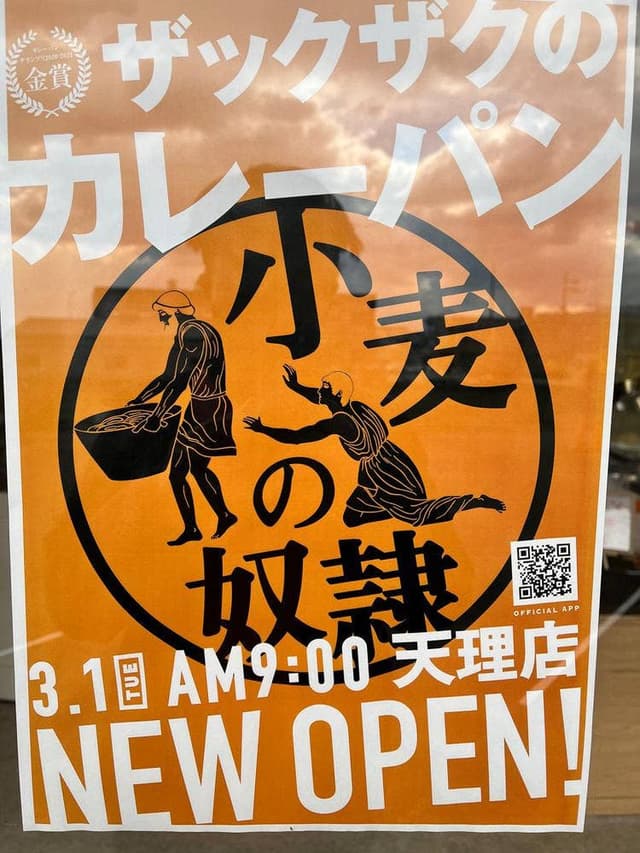 ザックザクの
カレーパン
金賞
小麦
の
奴隷
OFFICIAL APP
3.1 TUE AM9:00 天理店
NEW OPEN!